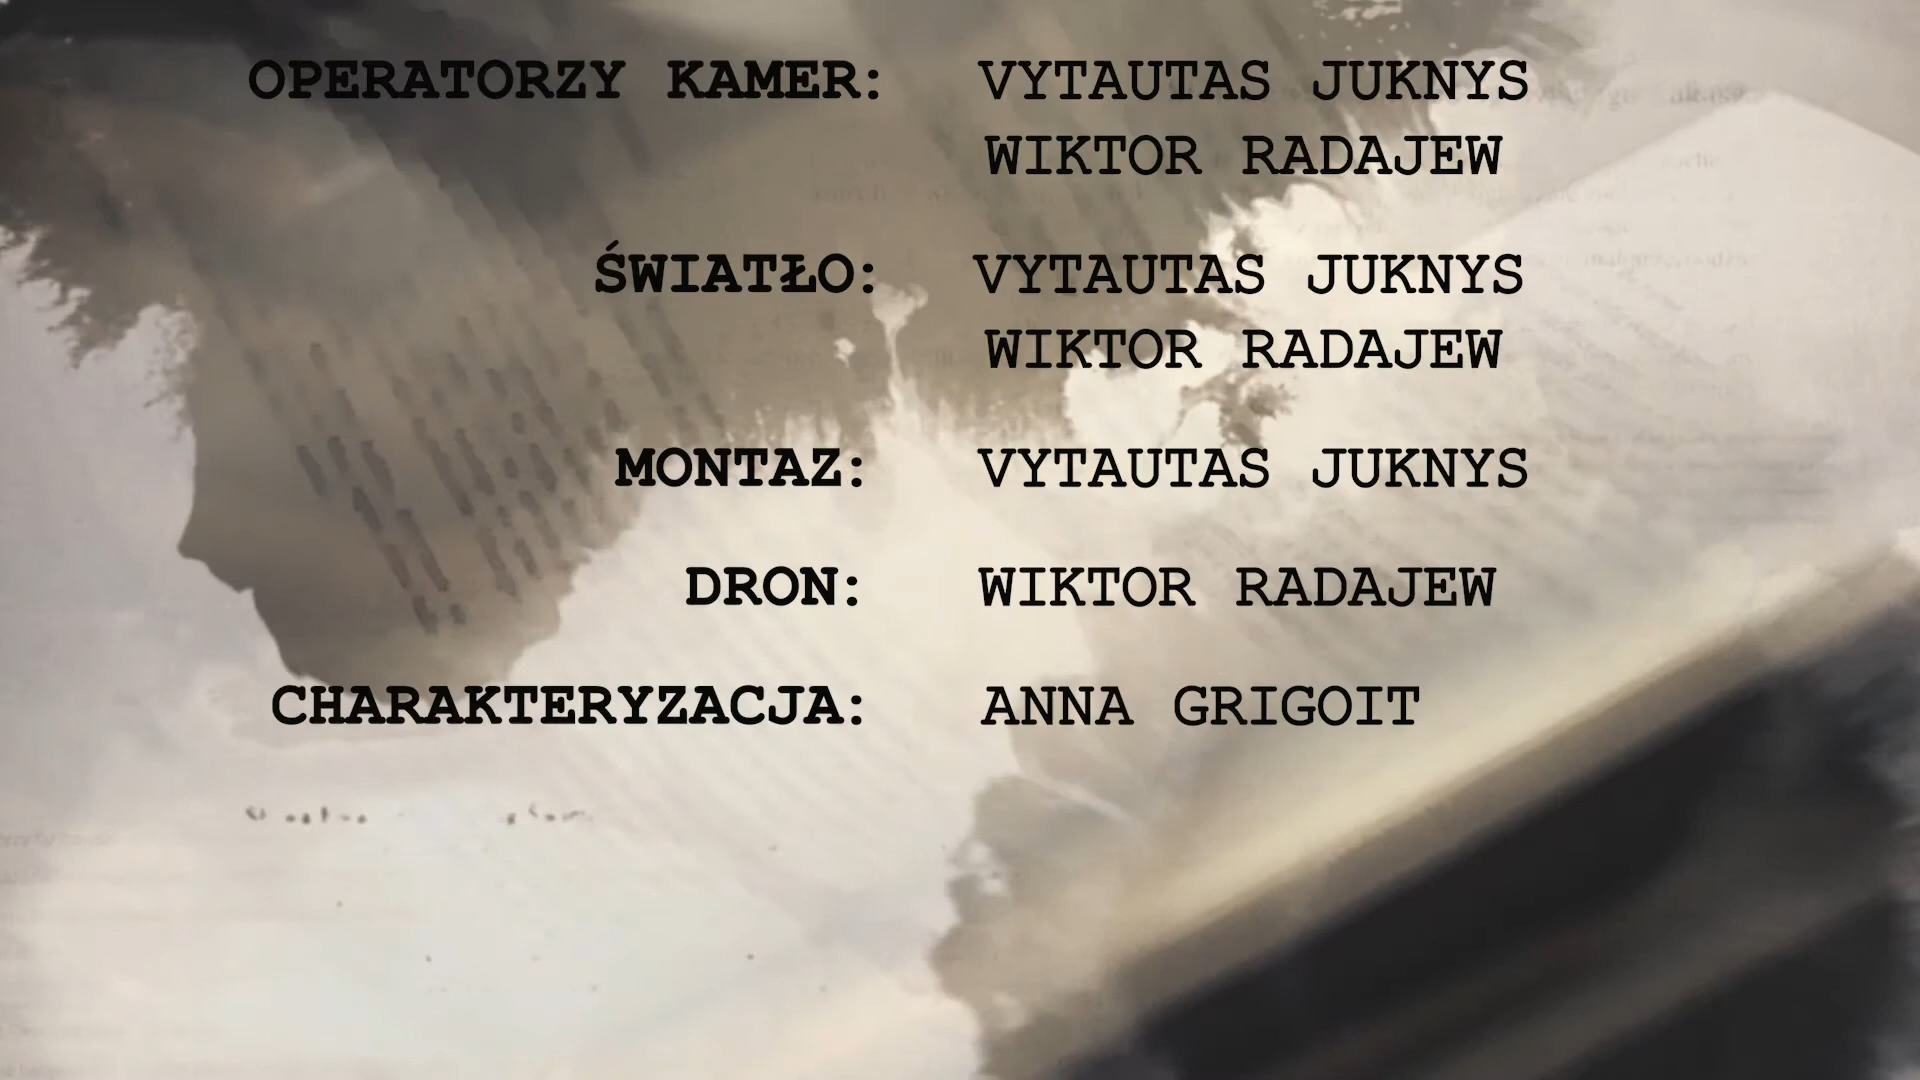 OPERATORZY KAMER: VYTAUTAS JUKNYS
WIKTOR RADAJEW
ŚWIATŁO: VYTAUTAS JUKNYS
WIKTOR RADAJEW
MONTAZ: VYTAUTAS JUKNYS
DRON: WIKTOR RADAJEW
CHARAKTERYZACJA: ANNA GRIGOIT